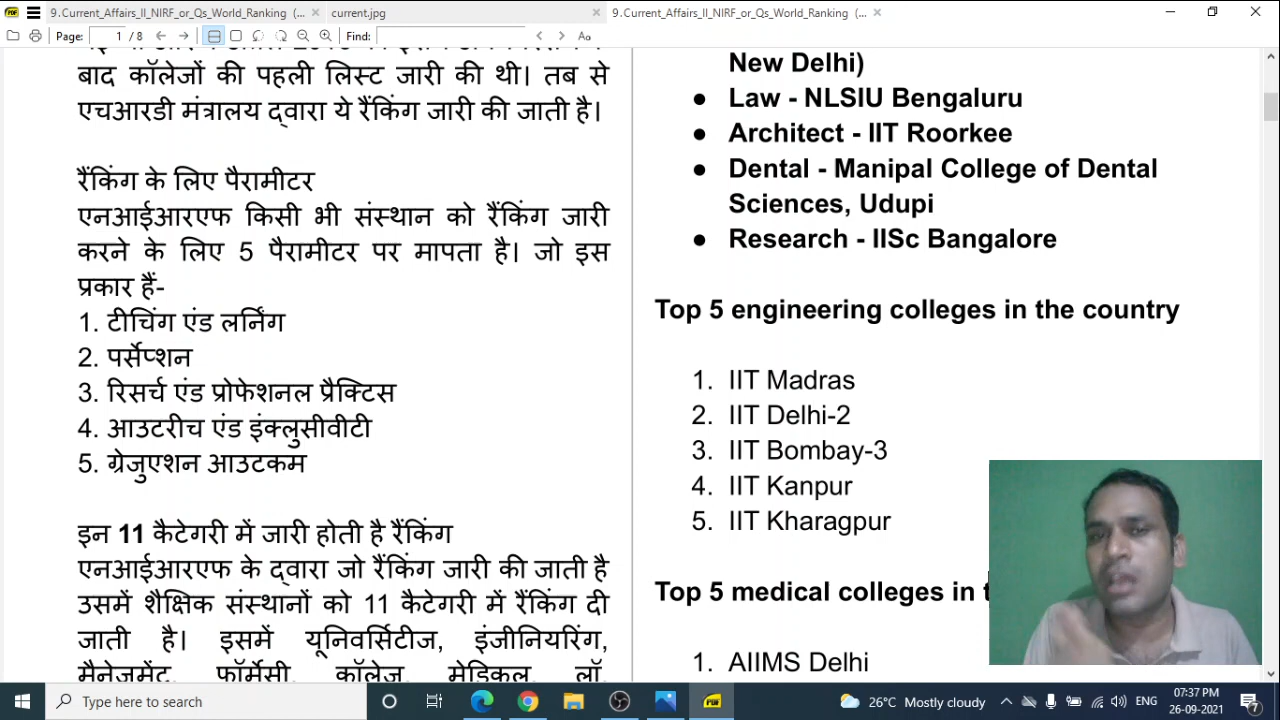 9.Current_Affairs_II_NIRF_or_Qs_World_Ranking (...
current.jpg
9.Current_Affairs_II_NIRF_or_Qs_World_Ranking (...
Page: 1 / 8
Find:
Aa
बाद कॉलेजों की पहली लिस्ट जारी की थी। तब से
एचआरडी मंत्रालय द्वारा ये रैंकिंग जारी की जाती है।
रैंकिंग के लिए पैरामीटर
एनआईआरएफ किसी भी संस्थान को रैंकिंग जारी
करने के लिए 5 पैरामीटर पर मापता है। जो इस
प्रकार हैं-
1. टीचिंग एंड लर्निंग
2. पर्सेप्शन
3. रिसर्च एंड प्रोफेशनल प्रैक्टिस
4. आउटरीच एंड इंक्लुसीवीटी
5. ग्रेजुएशन आउटकम
इन 11 कैटेगरी में जारी होती है रैंकिंग
एनआईआरएफ के द्वारा जो रैंकिंग जारी की जाती है
उसमें शैक्षिक संस्थानों को 11 कैटेगरी में रैंकिंग दी
जाती है। इसमें यूनिवर्सिटीज, इंजीनियरिंग,
मैनेजमेंट, फॉर्मेसी, कॉलेज, मेडिकल, लॉ,
New Delhi)
● Law - NLSIU Bengaluru
● Architect - IIT Roorkee
● Dental - Manipal College of Dental
Sciences, Udupi
● Research - IISc Bangalore
Top 5 engineering colleges in the country
1. IIT Madras
2. IIT Delhi-2
3. IIT Bombay-3
4. IIT Kanpur
5. IIT Kharagpur
Top 5 medical colleges in
1. AIIMS Delhi
Type here to search
26°C Mostly cloudy
ENG
07:37 PM
26-09-2021
7